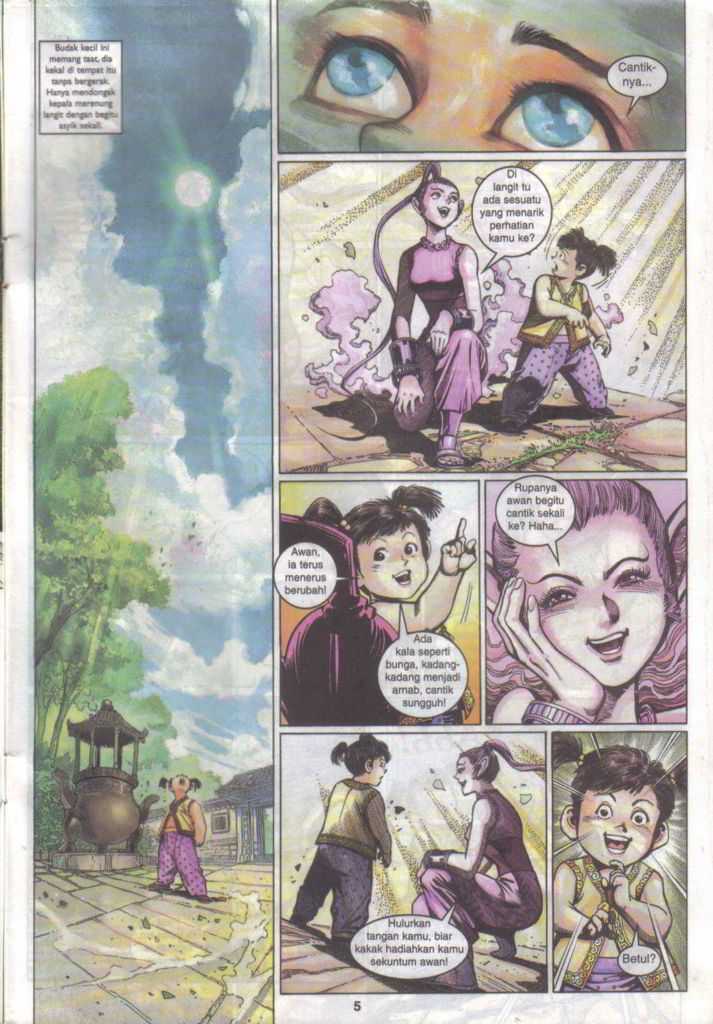 Budak kecil ini
memang taat, dia
kekal di tempat itu
tanpa bergerak.
Hanya mendongak
kepala merenung
langit dengan begitu
asyik sekali.
Cantik-
nya...
Di
langit tu
ada sesuatu
yang menarik
perhatian
kamu ke?
Awan,
ia terus
menerus
berubah!
Ada
kala seperti
bunga, kadang-
kadang menjadi
arnab, cantik
sungguh!
Rupanya
awan begitu
cantik sekali
ke? Haha...
Hulurkan
tangan kamu, biar
kakak hadiahkan kamu
sekuntum awan!
Betul?
5